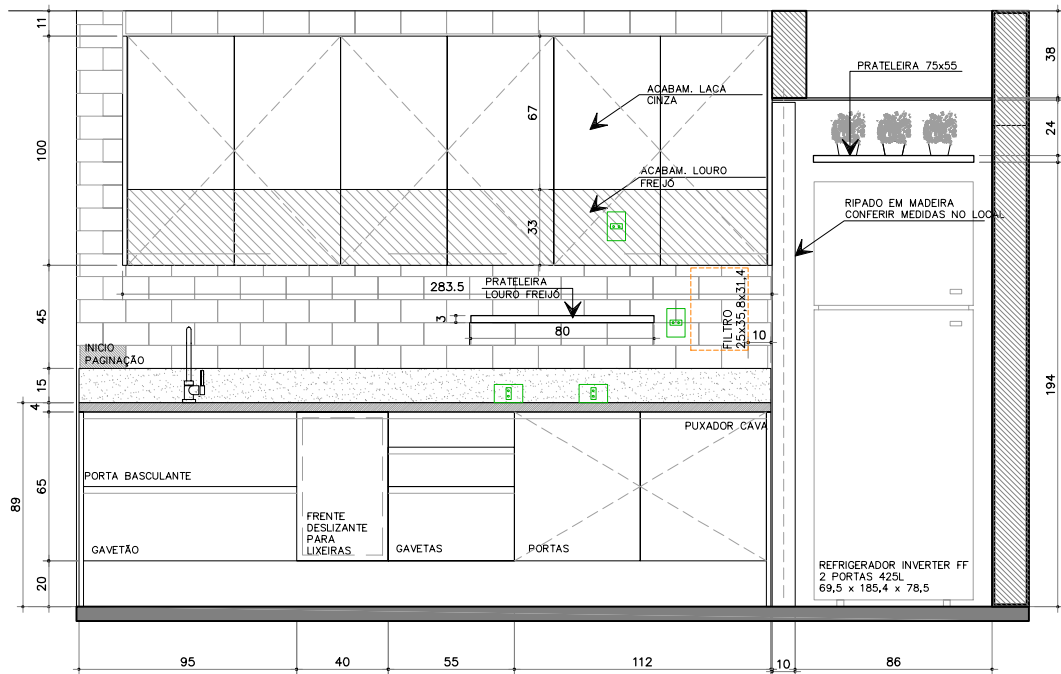 11
38
PRATELEIRA 75x55
ACABAM. LACA
CINZA
67
24
100
ACABAM. LOURO
FREIJÓ
33
RIPADO EM MADEIRA
CONFERIR MEDIDAS NO LOCAL
283.5
PRATELEIRA
LOURO FREIJÓ
FILTRO
25x35,8x31,4
45
3
80
10
INICIO
PAGINAÇÃO
15
4
194
PUXADOR CAVA
PORTA BASCULANTE
65
89
FRENTE
DESLIZANTE
PARA
LIXEIRAS
GAVETÃO
GAVETAS
PORTAS
REFRIGERADOR INVERTER FF
2 PORTAS 425L
69,5 x 185,4 x 78,5
20
95
40
55
112
10
86